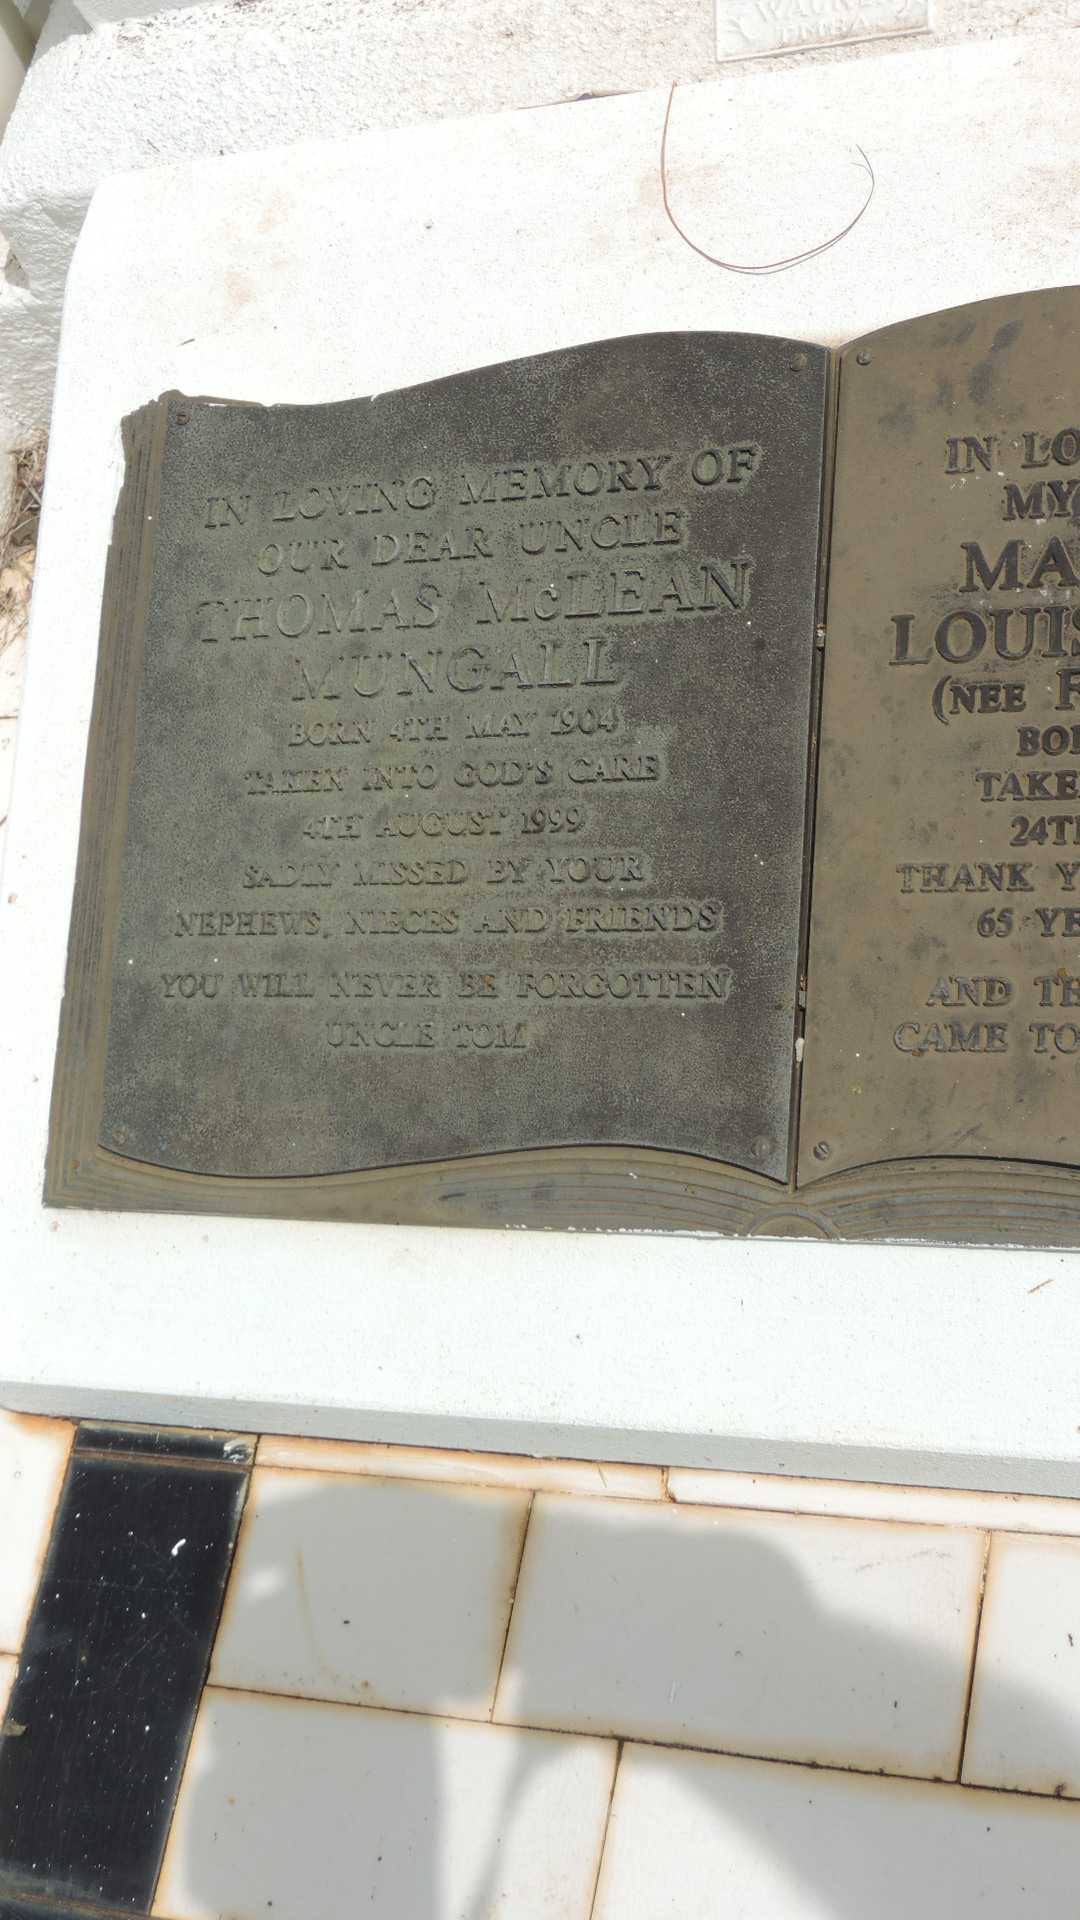 IN LOVING MEMORY OF
OUR DEAR UNCLE
THOMAS McLEAN
MUNGALL
BORN 4TH MAY 1904
TAKEN INTO GOD'S CARE
4TH AUGUST 1999
SADLY MISSED BY YOUR
NEPHEWS, NIECES AND FRIENDS
YOU WILL NEVER BE FORGOTTEN
UNCLE TOM
IN LO
MY
MA
LOUIS
(NEE F
BO
TAKE
24T
THANK Y
65 YE
AND TH
CAME TO